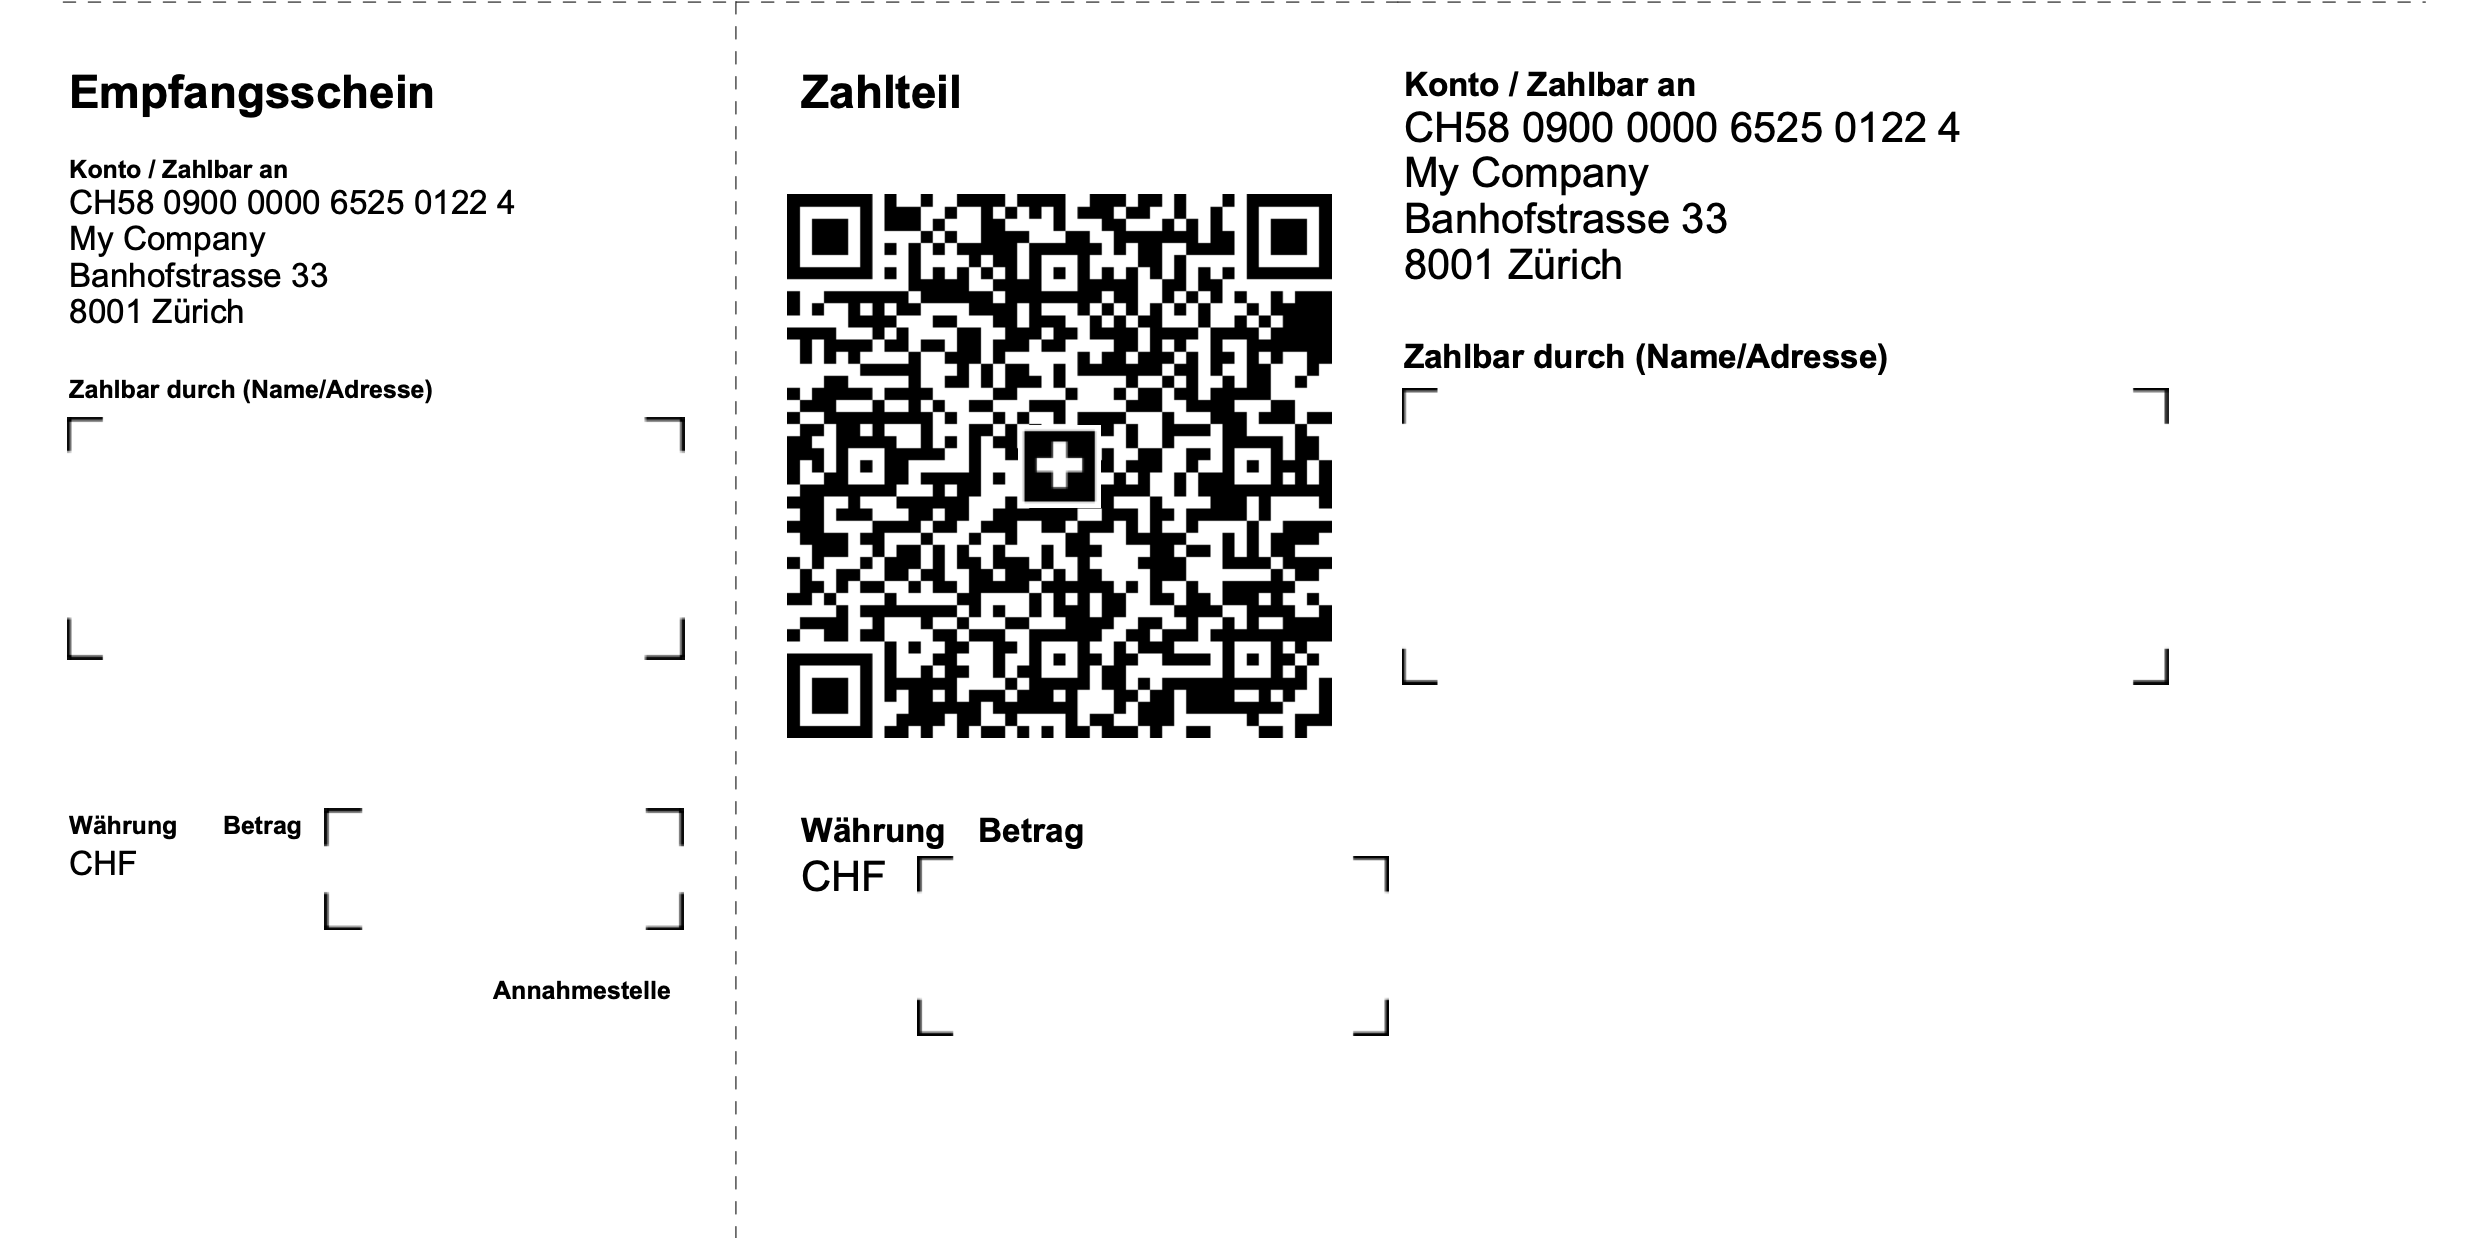 Empfangsschein
Konto / Zahlbar an
CH58 0900 0000 6525 0122 4
My Company
Banhofstrasse 33
8001 Zürich
Zahlbar durch (Name/Adresse)
Währung Betrag
CHF
Annahmestelle
Zahlteil
Währung Betrag
CHF
Konto / Zahlbar an
CH58 0900 0000 6525 0122 4
My Company
Banhofstrasse 33
8001 Zürich
Zahlbar durch (Name/Adresse)